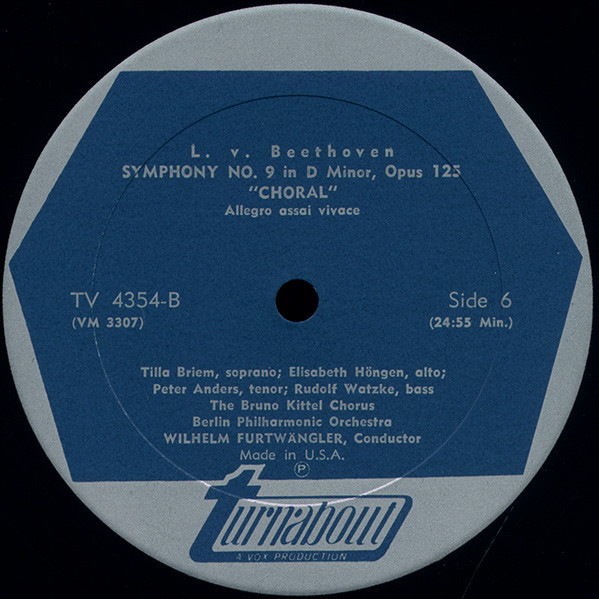 L. v. Beethoven
SYMPHONY NO. 9 in D Minor, Opus 125
"CHORAL"
Allegro assai vivace
TV 4354-B
(VM 3307)
Side 6
(24:55 Min.)
Tilla Briem, soprano; Elisabeth Höngen, alto;
Peter Anders, tenor; Rudolf Watzke, bass
The Bruno Kittel Chorus
Berlin Philharmonic Orchestra
WILHELM FURTWÄNGLER, Conductor
Made in U.S.A.
Ⓟ
turnabout
A VOX PRODUCTION